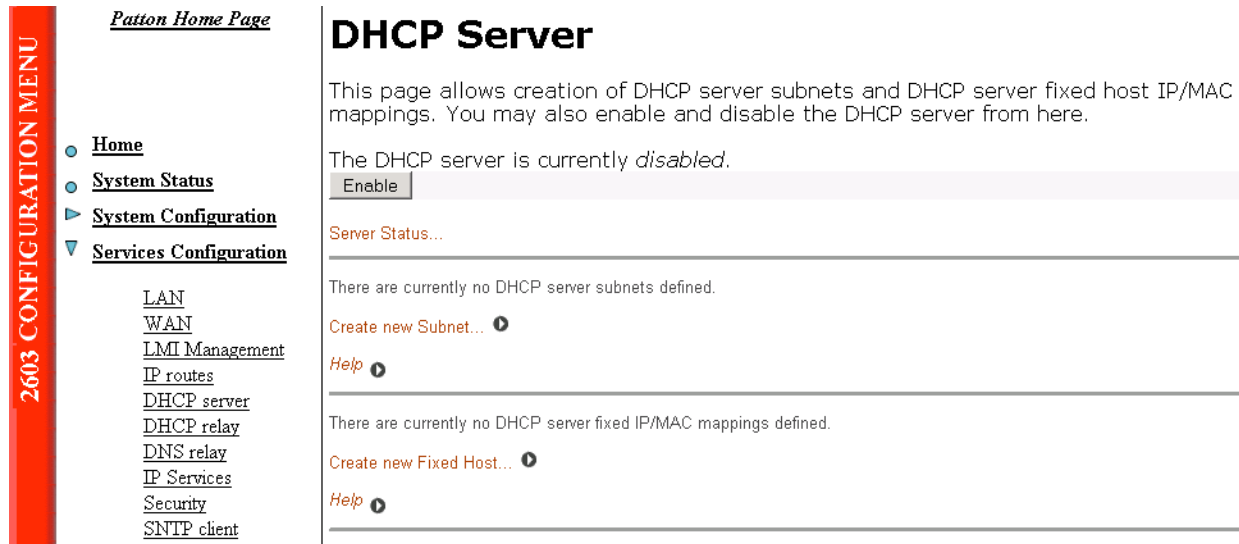 2603 CONFIGURATION MENU
Patton Home Page
Home
System Status
System Configuration
Services Configuration
LAN
WAN
LMI Management
IP routes
DHCP server
DHCP relay
DNS relay
IP Services
Security
SNTP client
DHCP Server
This page allows creation of DHCP server subnets and DHCP server fixed host IP/MAC
mappings. You may also enable and disable the DHCP server from here.
The DHCP server is currently disabled.
Enable
Server Status...
There are currently no DHCP server subnets defined.
Create new Subnet...
Help
There are currently no DHCP server fixed IP/MAC mappings defined.
Create new Fixed Host...
Help